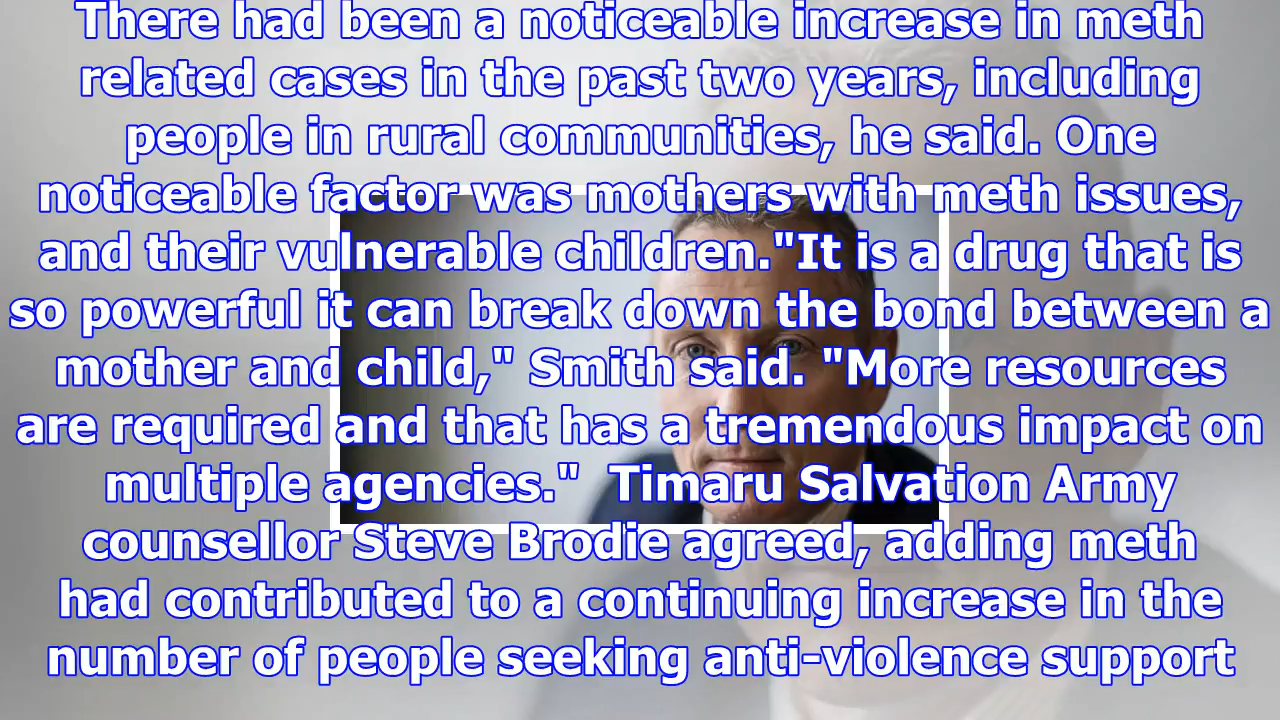 There had been a noticeable increase in meth
related cases in the past two years, including
people in rural communities, he said. One
noticeable factor was mothers with meth issues,
and their vulnerable children. "It is a drug that is
so powerful it can break down the bond between a
mother and child," Smith said. "More resources
are required and that has a tremendous impact on
multiple agencies."  Timaru Salvation Army
counsellor Steve Brodie agreed, adding meth
had contributed to a continuing increase in the
number of people seeking anti-violence support